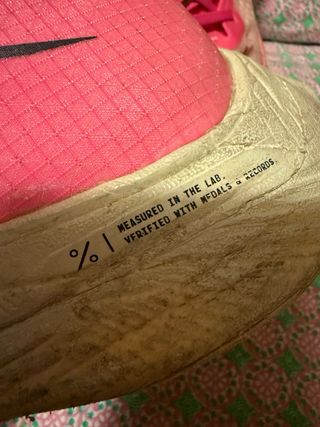 % | MEASURED IN THE LAB.
VERIFIED WITH MEDALS & RECORDS.